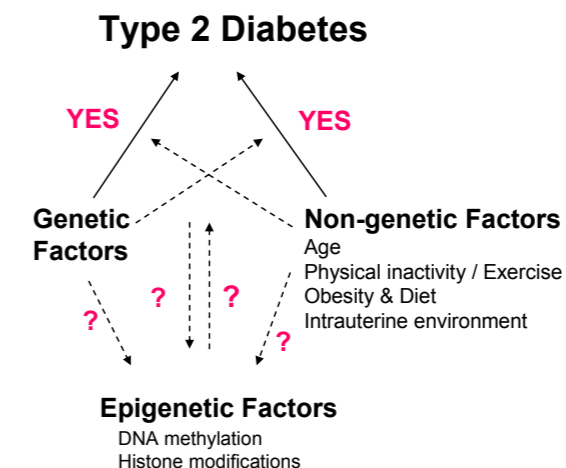 Type 2 Diabetes
YES
YES
Genetic
Factors
Non-genetic Factors
Age
Physical inactivity / Exercise
Obesity & Diet
Intrauterine environment
?
?
?
?
Epigenetic Factors
DNA methylation
Histone modifications